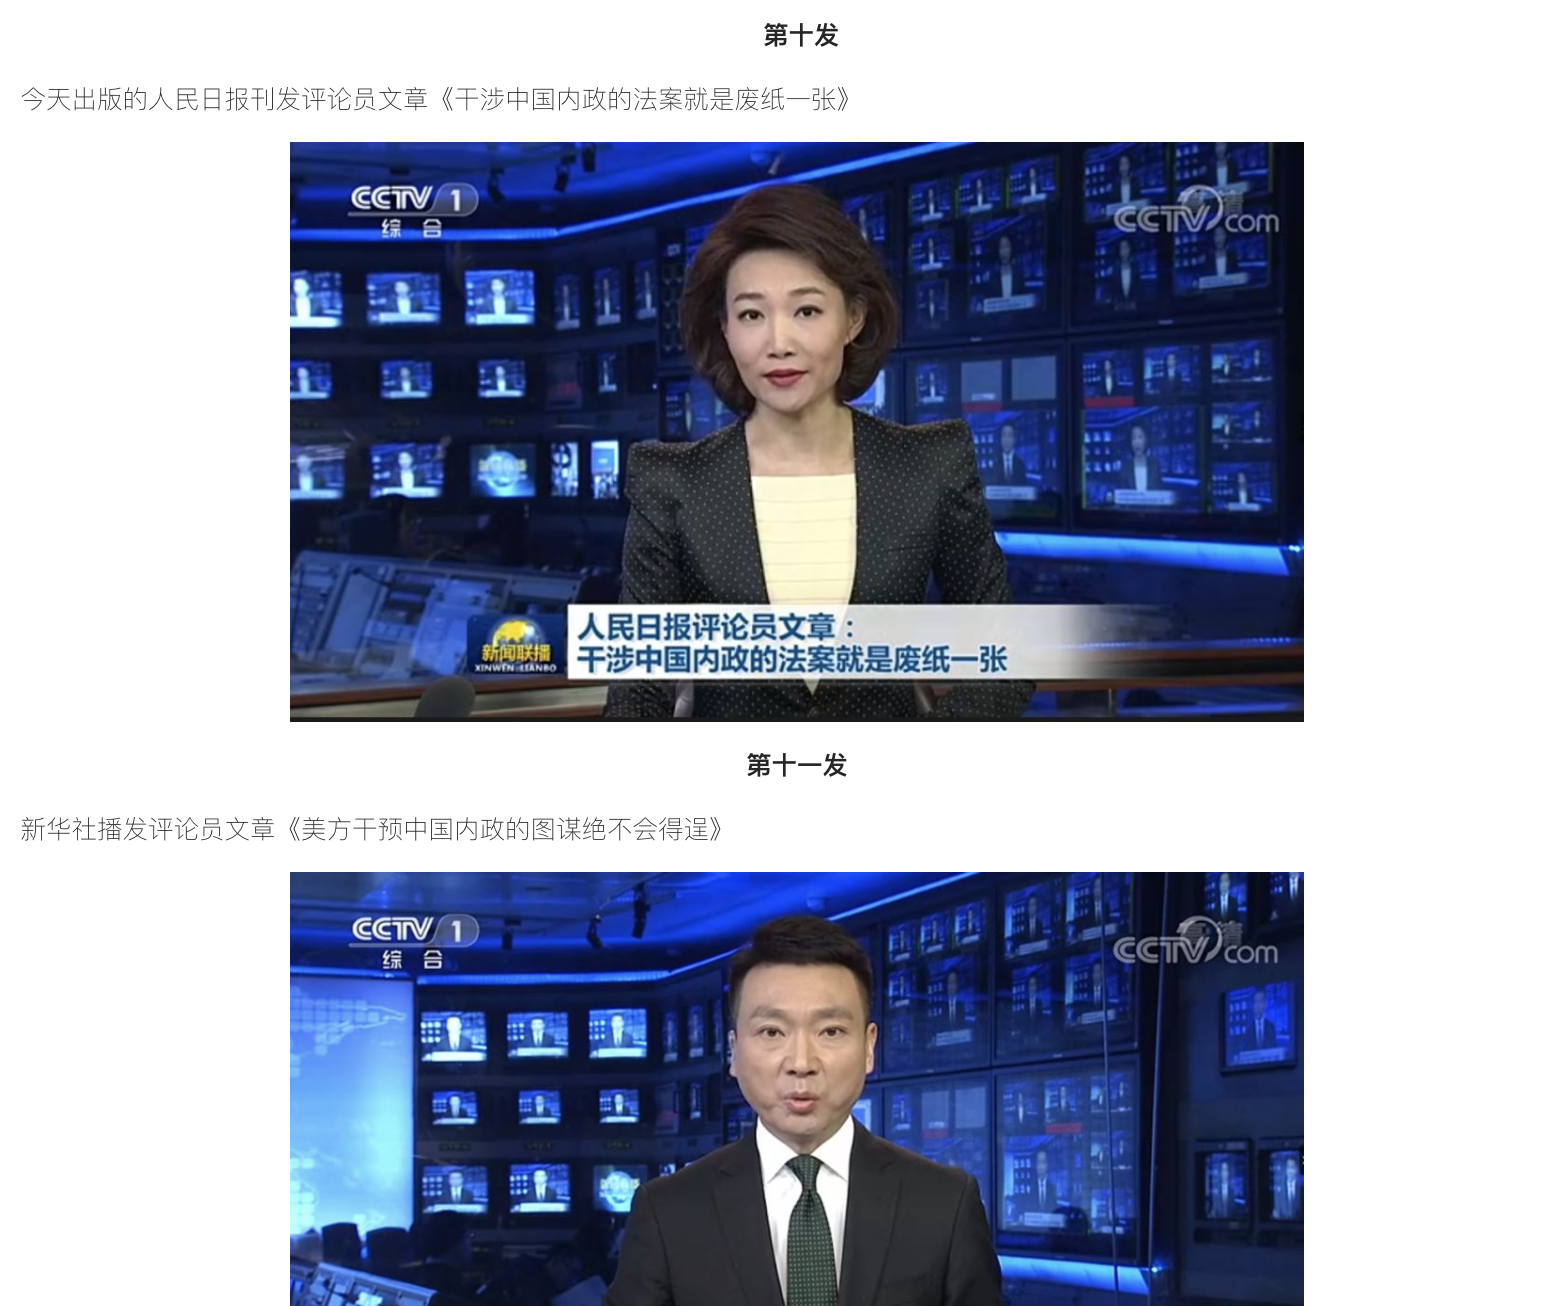 第十发
今天出版的人民日报刊发评论员文章《干涉中国内政的法案就是废纸一张》
CCTV 1
综合
CCTV com
新闻联播
XINWEN LIANBO
人民日报评论员文章：
干涉中国内政的法案就是废纸一张
第十一发
新华社播发评论员文章《美方干预中国内政的图谋绝不会得逞》
CCTV 1
综合
高清
CCTV com